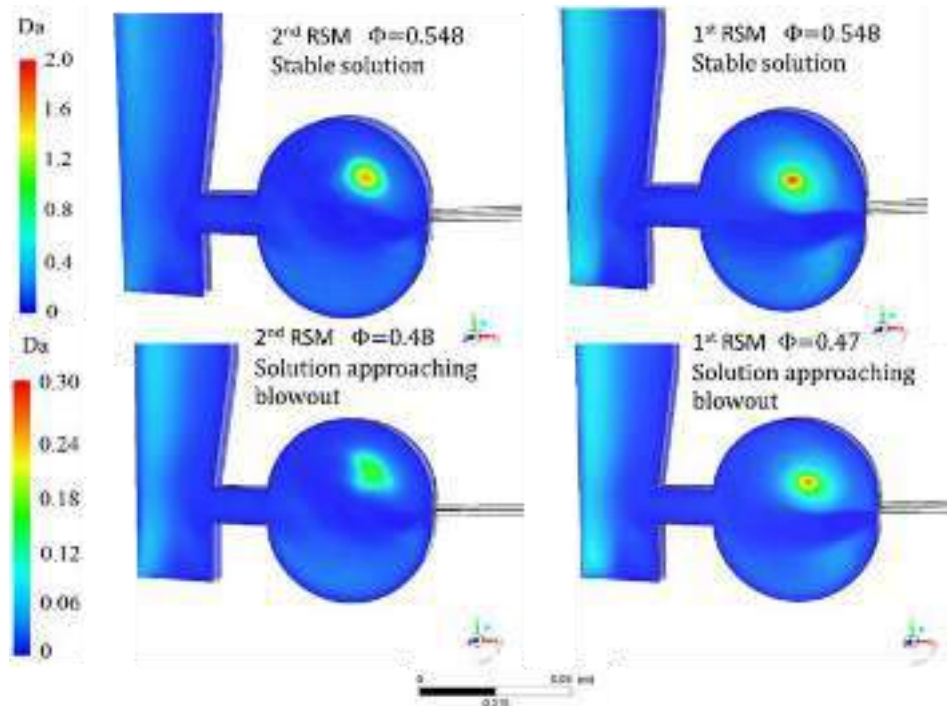 Da
2.0
1.6
1.2
0.8
0.4
0
2nd RSM Φ=0.548
Stable solution
1st RSM Φ=0.548
Stable solution
Da
0.30
0.24
0.18
0.12
0.06
0
2nd RSM Φ=0.48
Solution approaching
blowout
1st RSM Φ=0.47
Solution approaching
blowout
0